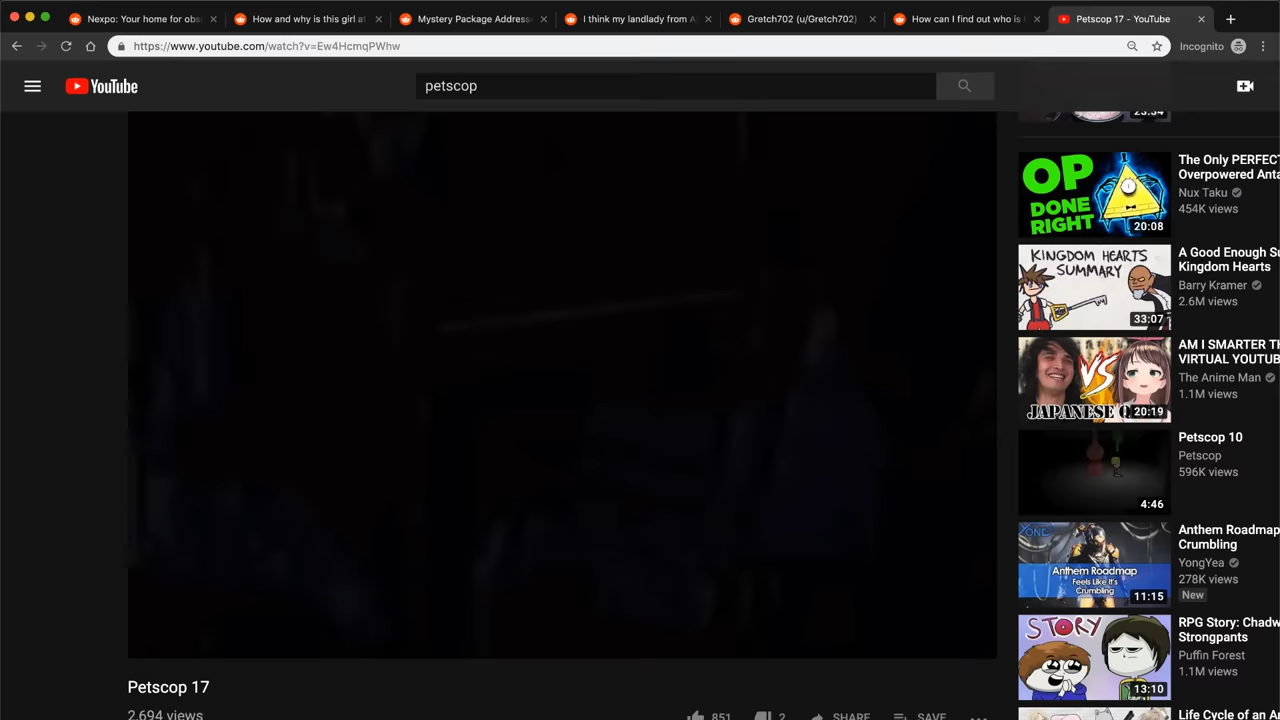 Nexpo: Your home for obs
How and why is this girl at
Mystery Package Address
I think my landlady from A
Gretch702 (u/Gretch702)
How can I find out who is
Petscop 17 - YouTube
https://www.youtube.com/watch?v=Ew4HcmqPWhw
Incognito
YouTube
petscop
23:34
OP
DONE
RIGHT
20:08
The Only PERFECT
Overpowered Anta
Nux Taku
454K views
KINGDOM HEARTS
SUMMARY
33:07
A Good Enough Su
Kingdom Hearts
Barry Kramer
2.6M views
VS
JAPANESE Q
20:19
AM I SMARTER TH
VIRTUAL YOUTUB
The Anime Man
1.1M views
4:46
Petscop 10
Petscop
596K views
Anthem Roadmap
Feels Like It's
Crumbling
11:15
Anthem Roadmap
Crumbling
YongYea
278K views
New
STORY
13:10
RPG Story: Chadw
Strongpants
Puffin Forest
1.1M views
Life Cycle of an A
Petscop 17
2,694 views
851
2
SHARE
SAVE